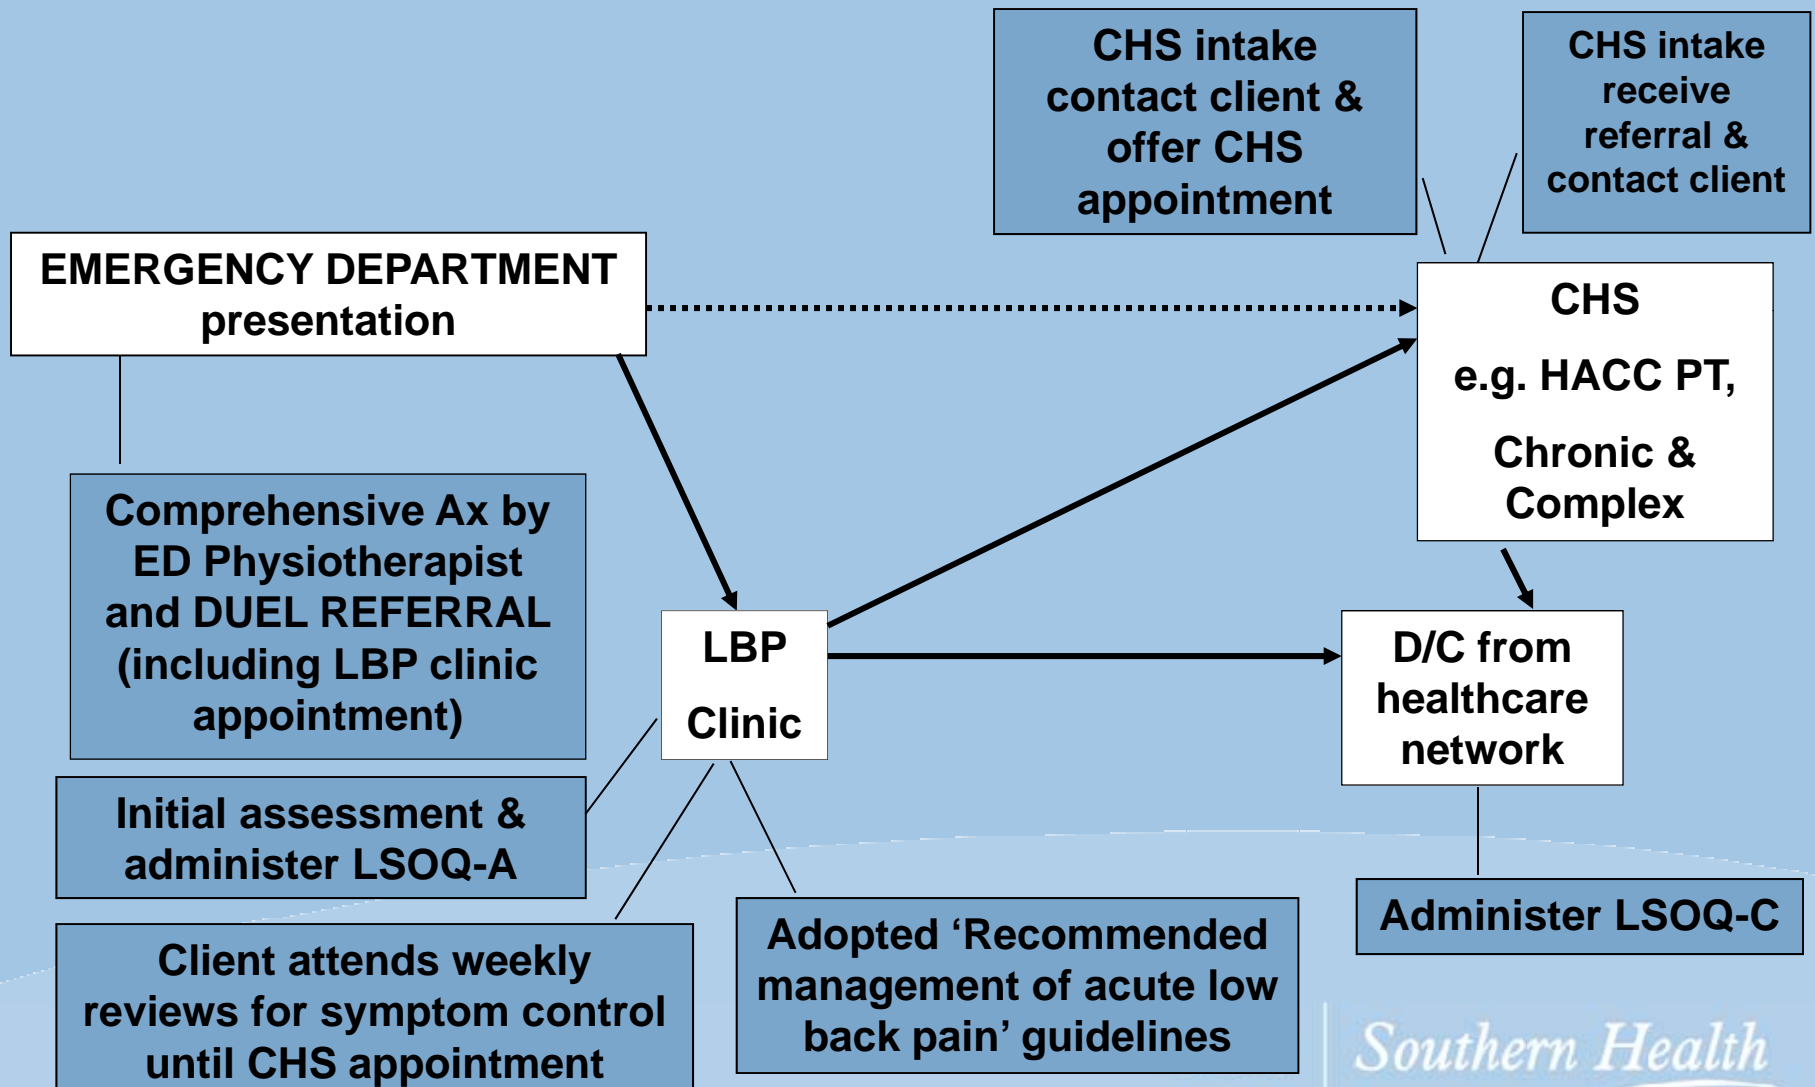 CHS intake
contact client &
offer CHS
appointment
CHS intake
receive
referral &
contact client
EMERGENCY DEPARTMENT
presentation
CHS
e.g. HACC PT,
Chronic &
Complex
Comprehensive Ax by
ED Physiotherapist
and DUEL REFERRAL
(including LBP clinic
appointment)
LBP
Clinic
D/C from
healthcare
network
Initial assessment &
administer LSOQ-A
Client attends weekly
reviews for symptom control
until CHS appointment
Adopted ‘Recommended
management of acute low
back pain’ guidelines
Administer LSOQ-C
Southern Health